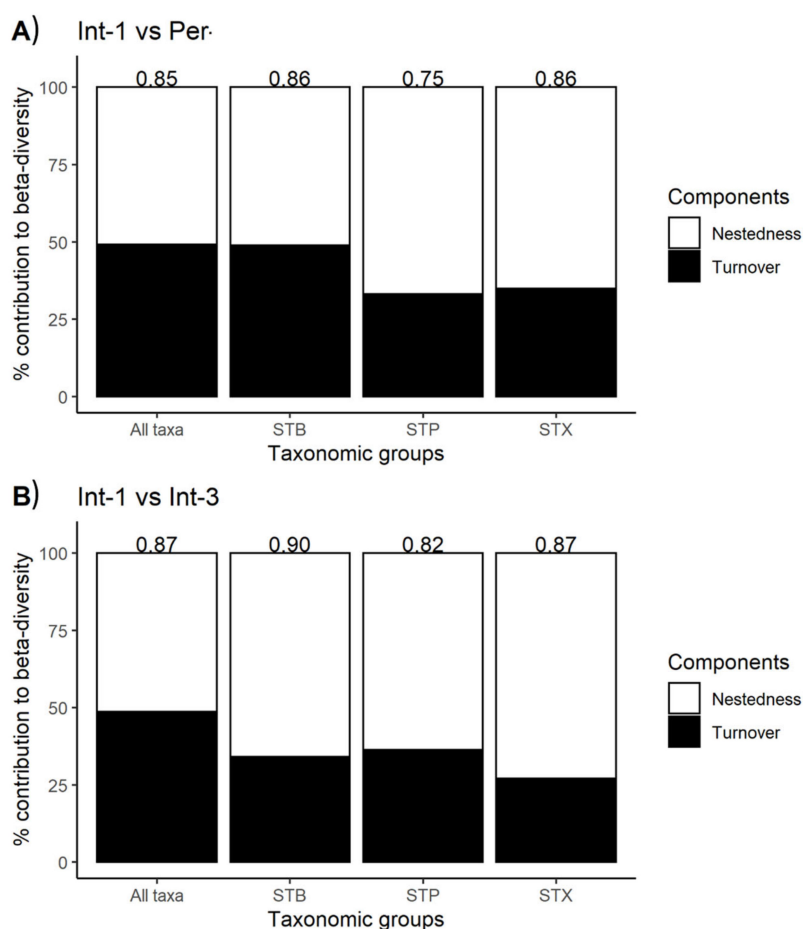 A) Int-1 vs Per.
0.85 0.86 0.75 0.86
100
75
50
25
0
% contribution to beta-diversity
All taxa STB STP STX
Taxonomic groups
Components
Nestedness
Turnover
B) Int-1 vs Int-3
0.87 0.90 0.82 0.87
100
75
50
25
0
% contribution to beta-diversity
All taxa STB STP STX
Taxonomic groups
Components
Nestedness
Turnover